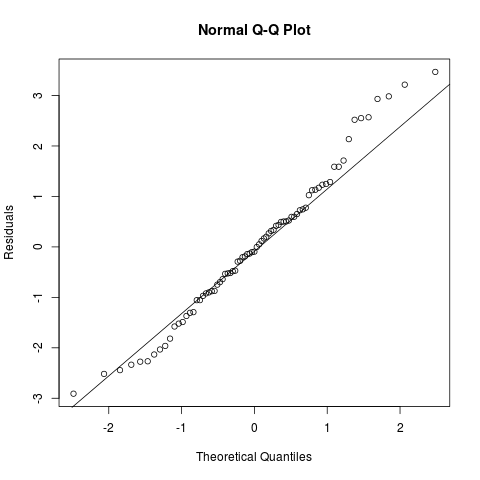 Normal Q-Q Plot
3
2
1
0
-1
-2
-3
Residuals
-2 -1 0 1 2
Theoretical Quantiles